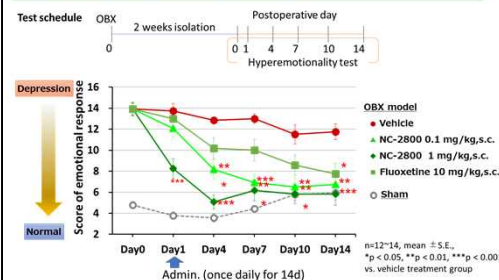 Test schedule
OBX
Postoperative day
2 weeks isolation
0
0 1 4 7 10 14
Hyperemotionality test
Depression
Normal
Score of emotional response
16
14
12
10
8
6
4
2
***
**
*
***
***
**
*
**
**
*
*
**
***
Day0 Day1 Day4 Day7 Day10 Day14
Admin. (once daily for 14d)
OBX model
Vehicle
NC-2800 0.1 mg/kg,s.c.
NC-2800 1 mg/kg,s.c.
Fluoxetine 10 mg/kg,s.c.
Sham
n=12~14, mean ±S.E.,
*p < 0.05, **p < 0.01, ***p < 0.00
vs. vehicle treatment group